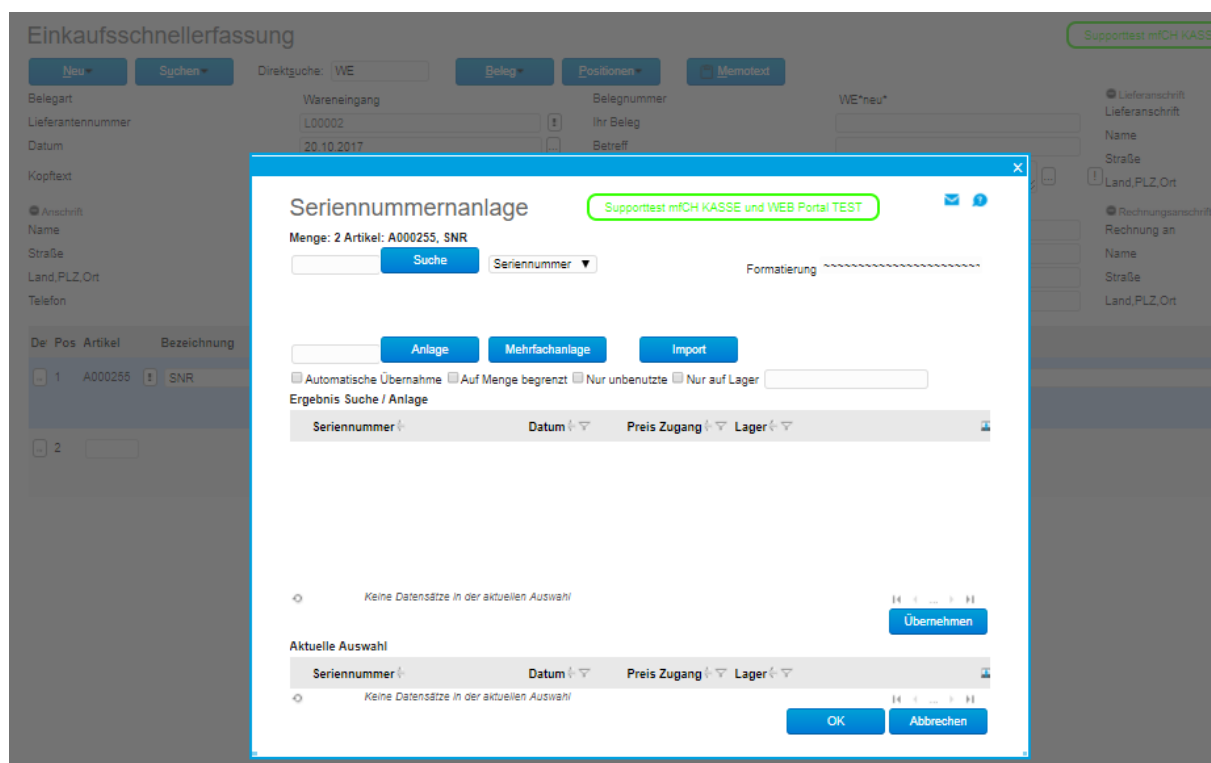 Einkaufsschnellerfassung
Supporttest mfCH KASSE
Neu Suchen Direktsuche: WE Beleg Positionen Memotext
Belegart Wareneingang Belegnummer WE*neu*
Lieferanschrift
Lieferantennummer L00002 Ihr Beleg
Lieferanschrift
Datum 20.10.2017 Betreff
Name
Straße
Kopftext
Land,PLZ,Ort
Anschrift
Rechnungsanschrift
Name
Rechnung an
Straße
Name
Land,PLZ,Ort
Straße
Telefon
Land,PLZ,Ort
De Pos Artikel Bezeichnung
1 A000255 SNR
2
X
Seriennummernanlage
Supporttest mfCH KASSE und WEB Portal TEST
Menge: 2 Artikel: A000255, SNR
Suche Seriennummer ▼
Formatierung ~~~~~~~~~~~~~~~~~~~~~~~
Anlage Mehrfachanlage Import
Automatische Übernahme Auf Menge begrenzt Nur unbenutzte Nur auf Lager
Ergebnis Suche / Anlage
Seriennummer Datum Preis Zugang Lager
Keine Datensätze in der aktuellen Auswahl
...
Übernehmen
Aktuelle Auswahl
Seriennummer Datum Preis Zugang Lager
Keine Datensätze in der aktuellen Auswahl
...
OK Abbrechen